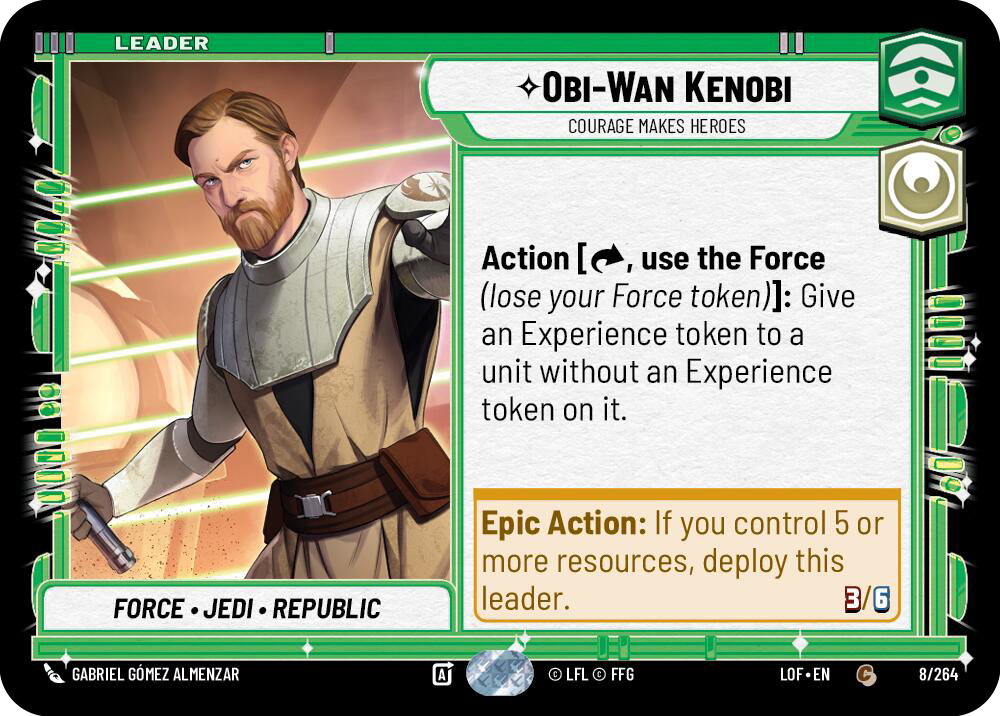 LEADER
✧OBI-WAN KENOBI
COURAGE MAKES HEROES
Action [, use the Force
(lose your Force token)]: Give
an Experience token to a
unit without an Experience
token on it.
Epic Action: If you control 5 or
more resources, deploy this
leader.
3/6
FORCE • JEDI • REPUBLIC
GABRIEL GÓMEZ ALMENZAR
A
© LFL © FFG
LOF • EN
C
8/264